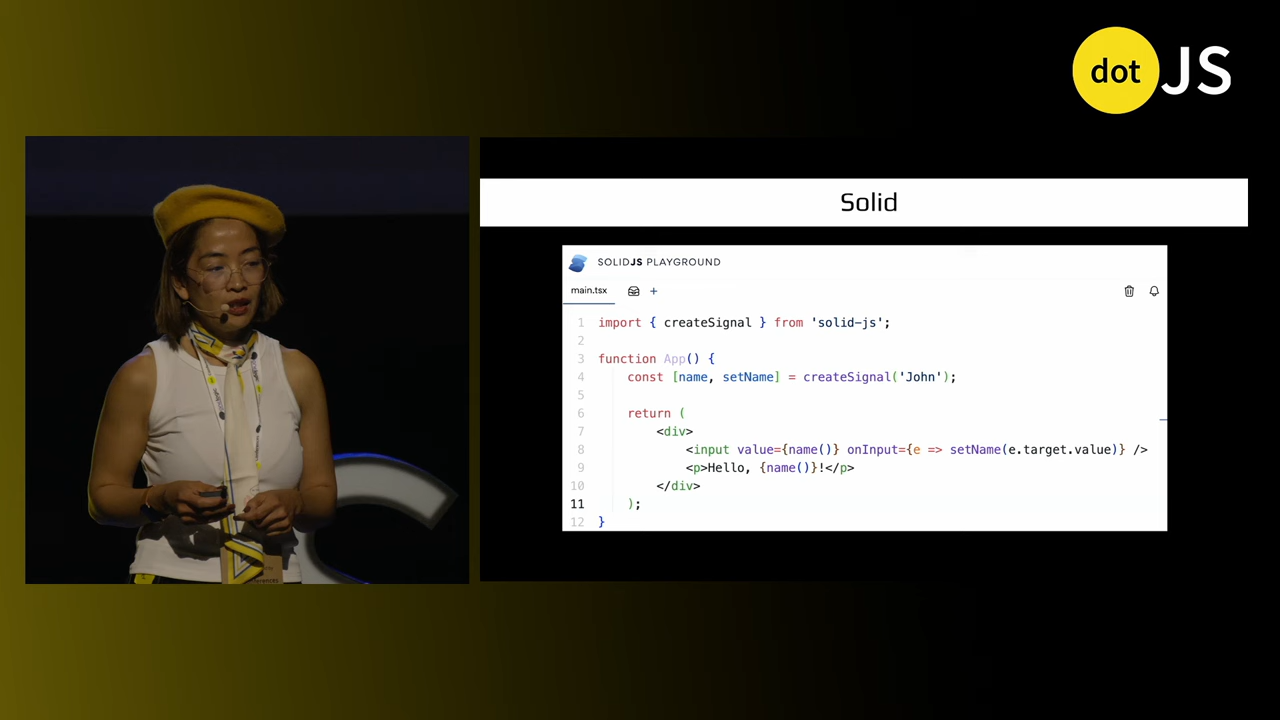 dot JS
Solid
SOLIDJS PLAYGROUND
main.tsx +
1 import { createSignal } from 'solid-js';
2
3 function App() {
4 const [name, setName] = createSignal('John');
5
6 return (
7 <div>
8 <input value={name()} onInput={e => setName(e.target.value)} />
9 <p>Hello, {name()}!</p>
10 </div>
11 );
12 }